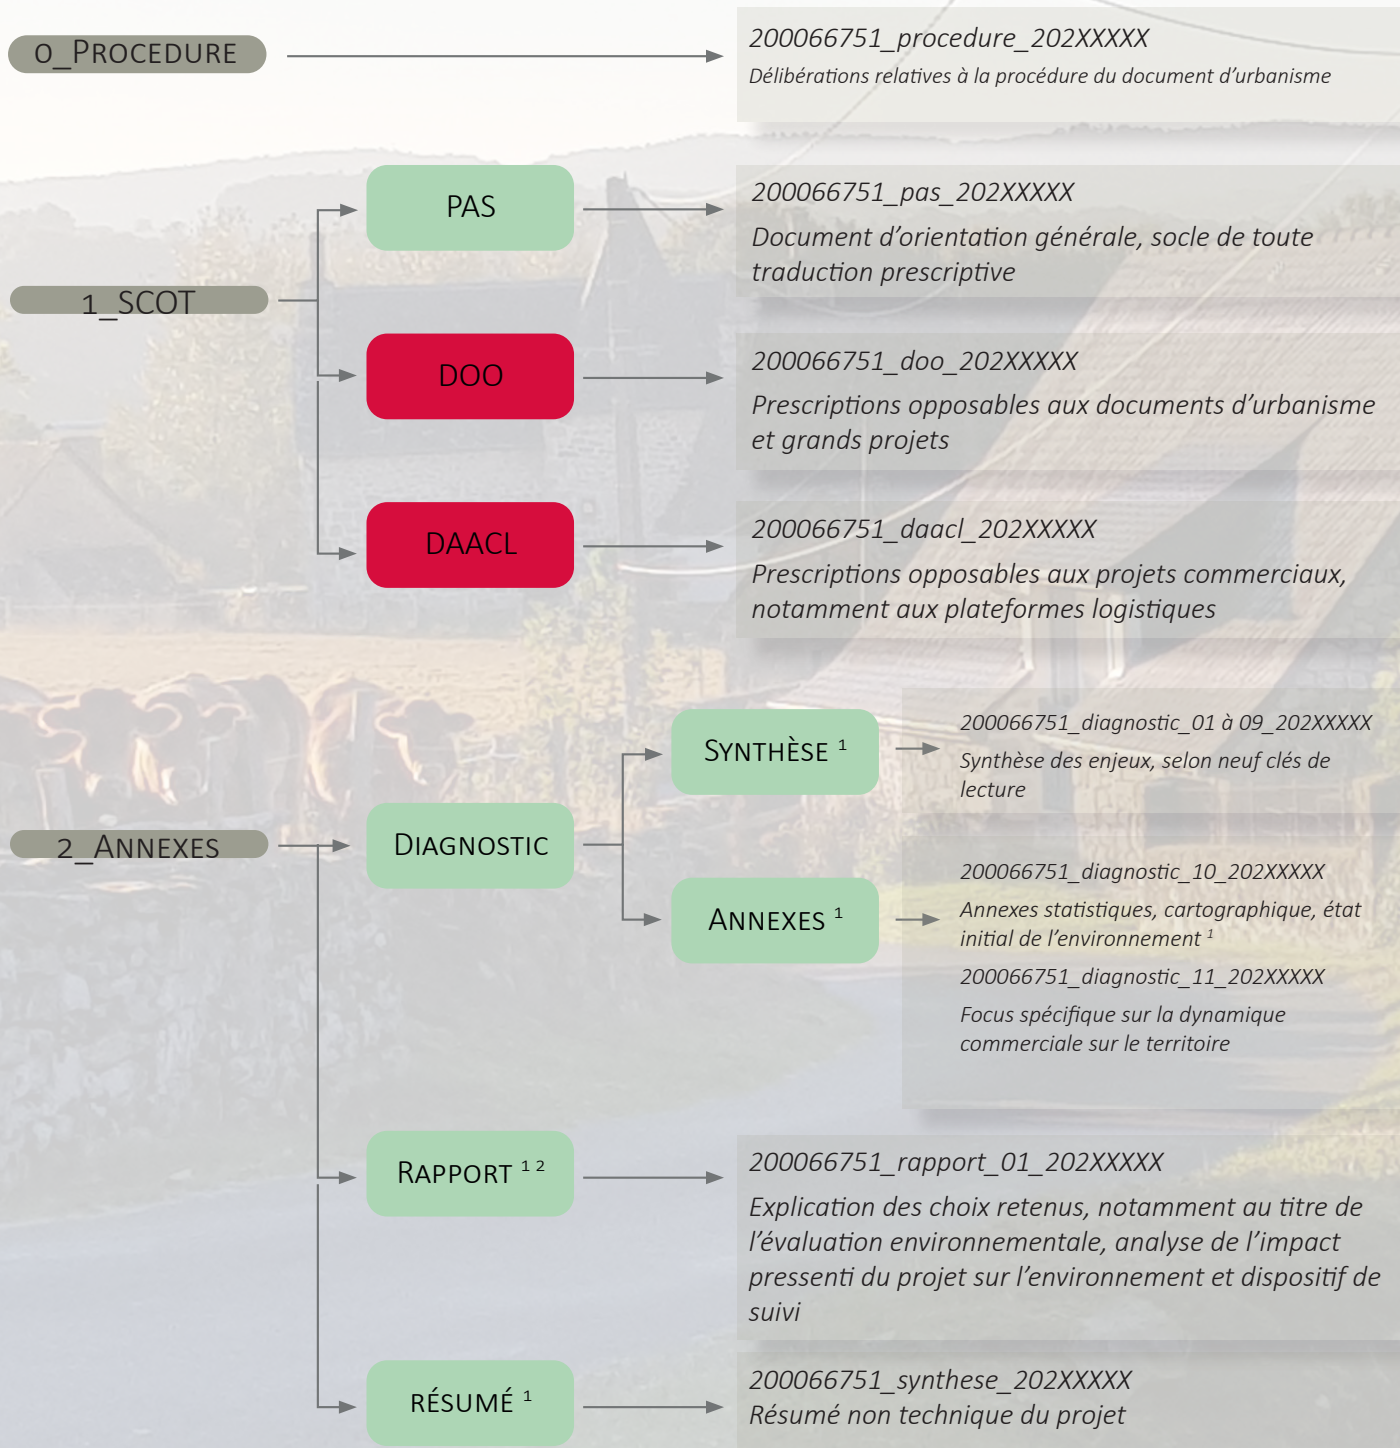 0_Procedure
200066751_procedure_202XXXXX
Délibérations relatives à la procédure du document d'urbanisme
1_SCOT
PAS
200066751_pas_202XXXXX
Document d'orientation générale, socle de toute
traduction prescriptive
DOO
200066751_doo_202XXXXX
Prescriptions opposables aux documents d'urbanisme
et grands projets
DAACL
200066751_daacl_202XXXXX
Prescriptions opposables aux projets commerciaux,
notamment aux plateformes logistiques
2_Annexes
Diagnostic
Synthèse ¹
200066751_diagnostic_01 à 09_202XXXXX
Synthèse des enjeux, selon neuf clés de
lecture
Annexes ¹
200066751_diagnostic_10_202XXXXX
Annexes statistiques, cartographique, état
initial de l'environnement ¹
200066751_diagnostic_11_202XXXXX
Focus spécifique sur la dynamique
commerciale sur le territoire
Rapport ¹ ²
200066751_rapport_01_202XXXXX
Explication des choix retenus, notamment au titre de
l'évaluation environnementale, analyse de l'impact
pressenti du projet sur l'environnement et dispositif de
suivi
résumé ¹
200066751_synthese_202XXXXX
Résumé non technique du projet